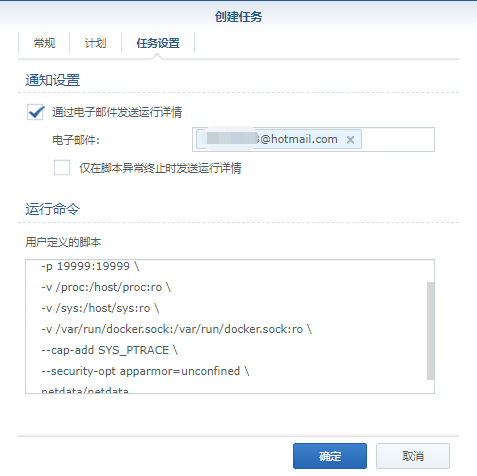 创建任务
常规 计划 任务设置
通知设置
通过电子邮件发送运行详情
电子邮件: @hotmail.com
仅在脚本异常终止时发送运行详情
运行命令
用户定义的脚本
-p 19999:19999 \
-v /proc:/host/proc:ro \
-v /sys:/host/sys:ro \
-v /var/run/docker.sock:/var/run/docker.sock:ro \
--cap-add SYS_PTRACE \
--security-opt apparmor=unconfined \
netdata/netdata
确定 取消